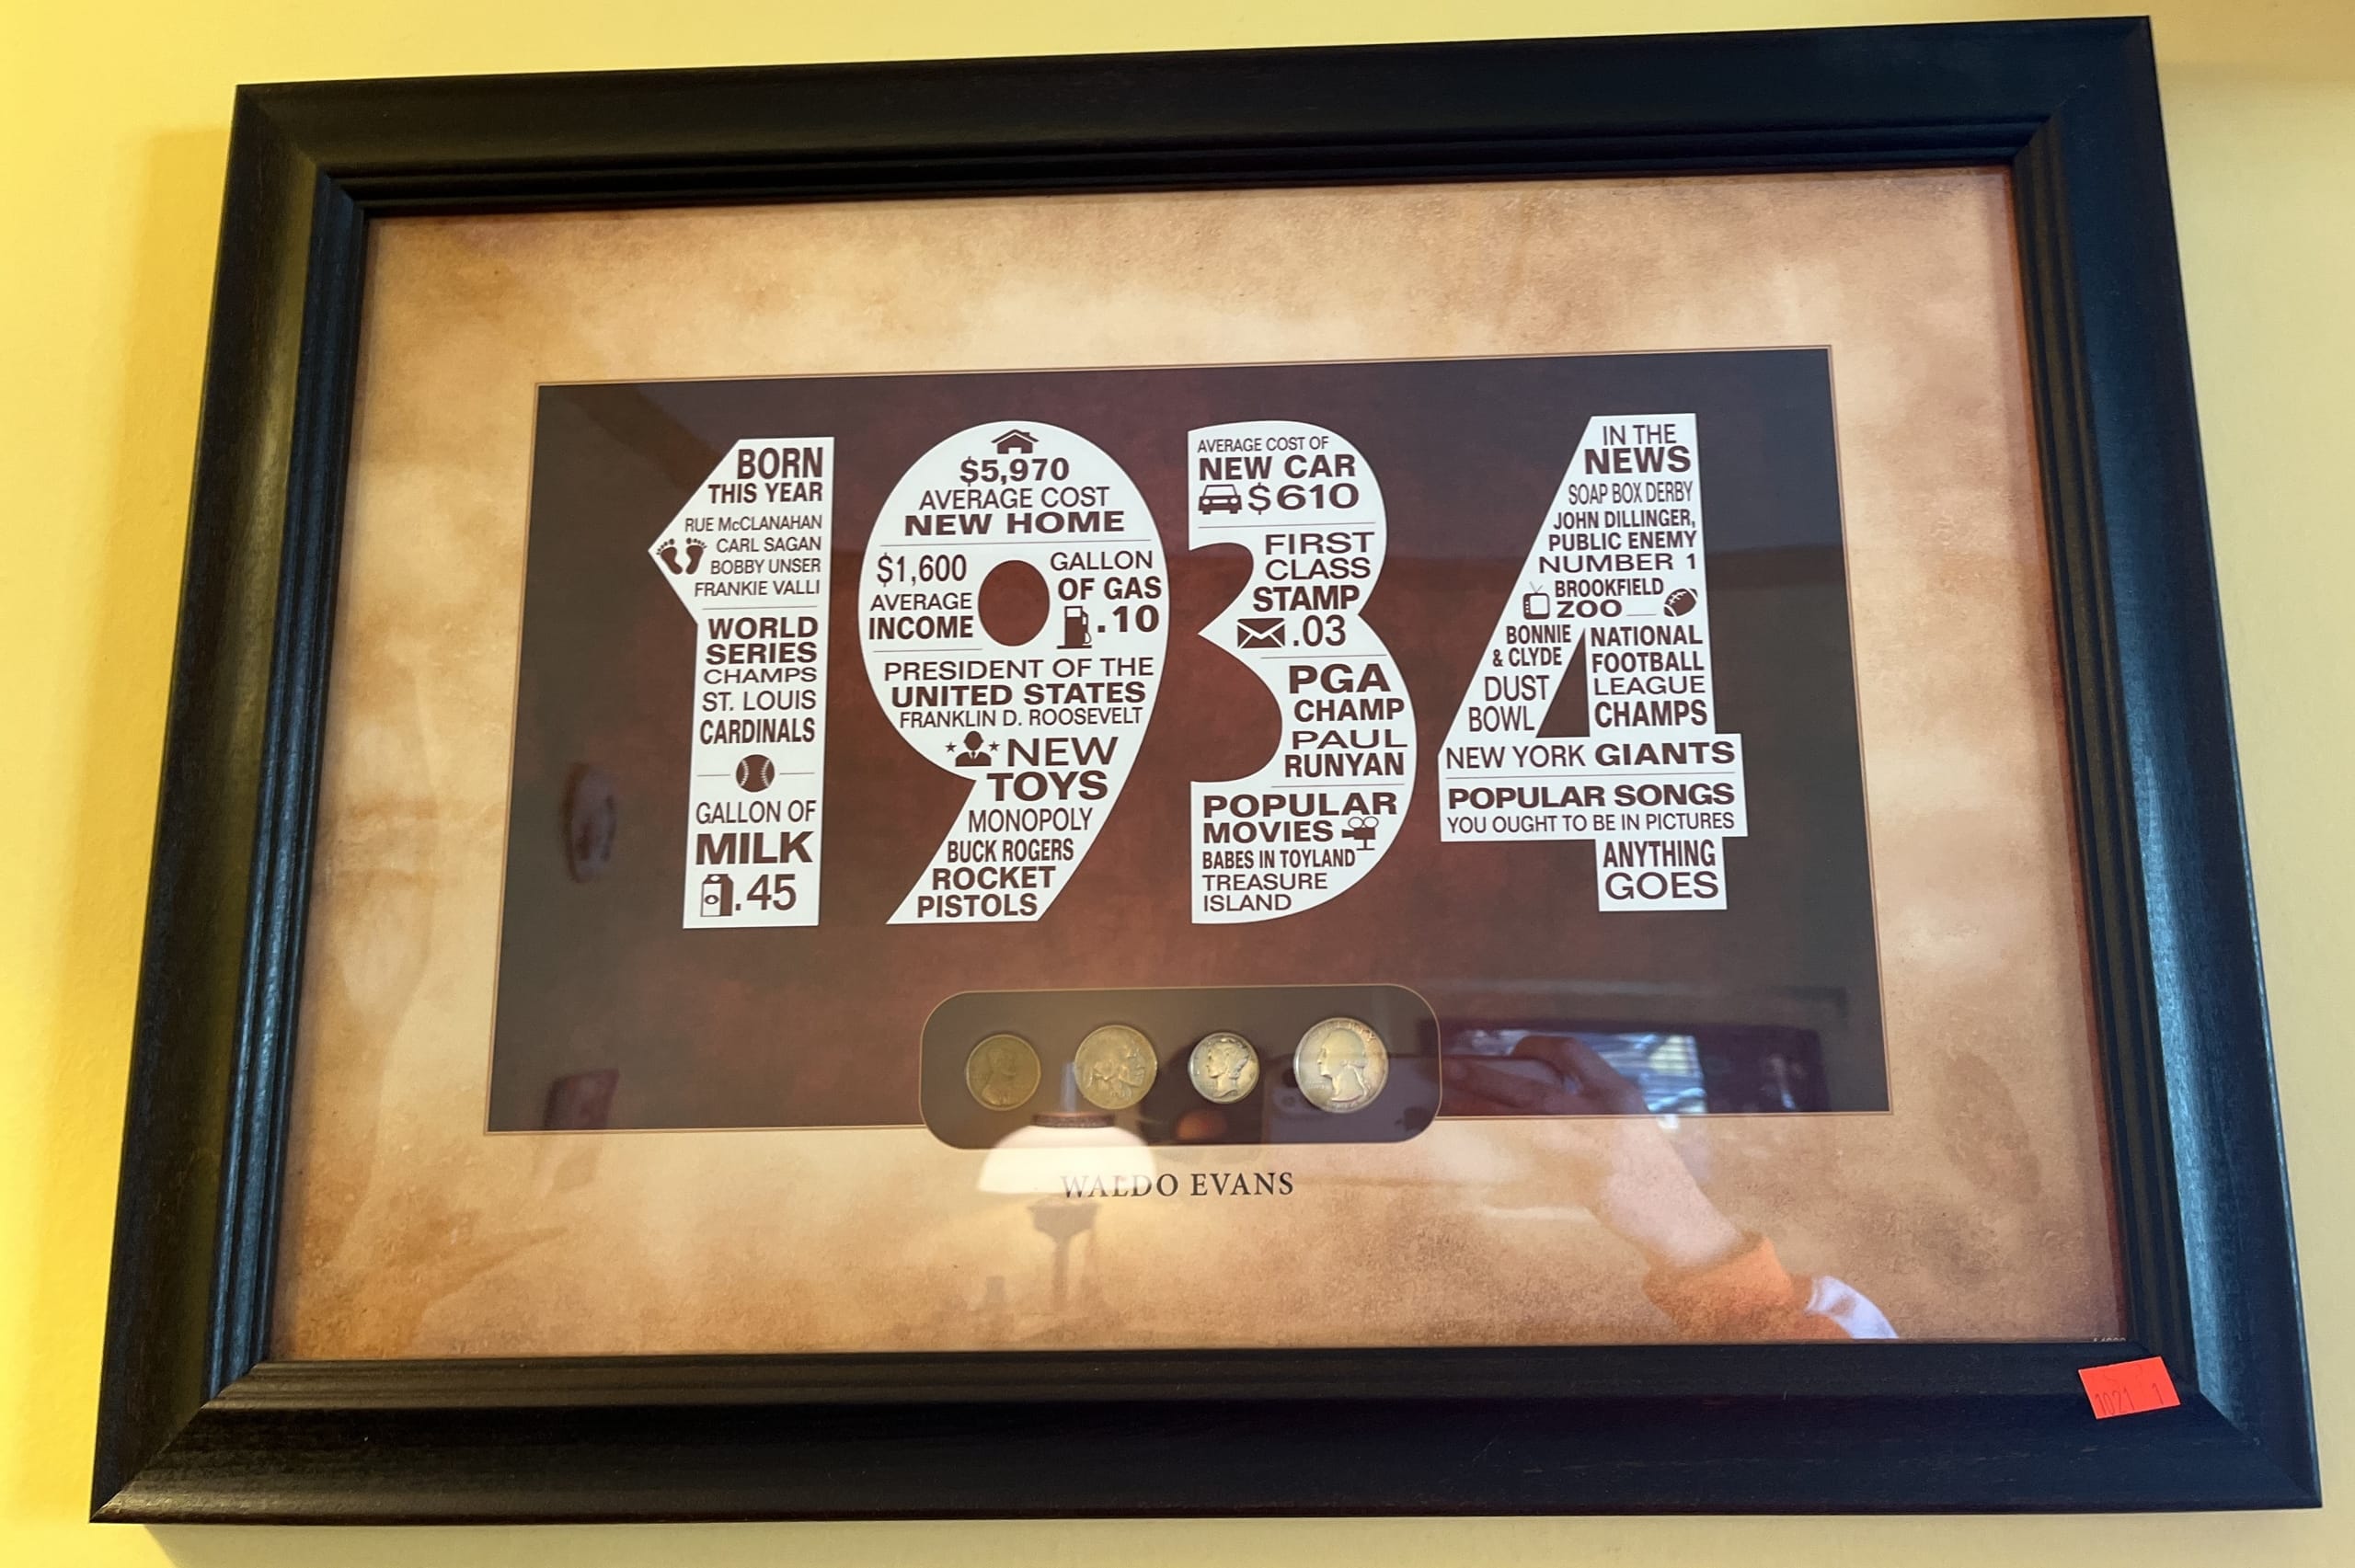 BORN
THIS YEAR
RUE McCLANAHAN
CARL SAGAN
BOBBY UNSER
FRANKIE VALLI
WORLD
SERIES
CHAMPS
ST. LOUIS
CARDINALS
GALLON OF
MILK
.45
$5,970
AVERAGE COST
NEW HOME
$1,600
AVERAGE
INCOME
GALLON
OF GAS
.10
PRESIDENT OF THE
UNITED STATES
FRANKLIN D. ROOSEVELT
NEW
TOYS
MONOPOLY
BUCK ROGERS
ROCKET
PISTOLS
AVERAGE COST OF
NEW CAR
$610
FIRST
CLASS
STAMP
.03
PGA
CHAMP
PAUL
RUNYAN
POPULAR
MOVIES
BABES IN TOYLAND
TREASURE
ISLAND
IN THE
NEWS
SOAP BOX DERBY
JOHN DILLINGER,
PUBLIC ENEMY
NUMBER 1
BROOKFIELD
ZOO
BONNIE
& CLYDE
DUST
BOWL
NATIONAL
FOOTBALL
LEAGUE
CHAMPS
NEW YORK GIANTS
POPULAR SONGS
YOU OUGHT TO BE IN PICTURES
ANYTHING
GOES
WALDO EVANS
1021 1